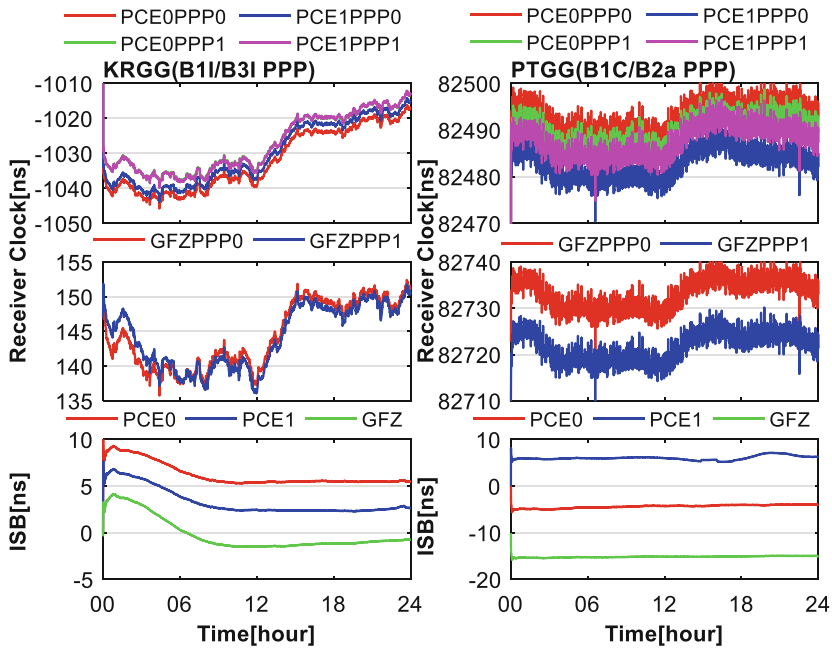 PCE0PPP0 PCE1PPP0 PCE0PPP0 PCE1PPP0
PCE0PPP1 PCE1PPP1 PCE0PPP1 PCE1PPP1
KRGG(B1I/B3I PPP) PTGG(B1C/B2a PPP)
-1010 82500
-1020 82490
-1030
-1040 82480
-1050 82470
Receiver Clock[ns] Receiver Clock[ns]
GFZPPP0 GFZPPP1 GFZPPP0 GFZPPP1
155 82740
150 82730
145
140 82720
135 82710
PCE0 PCE1 GFZ PCE0 PCE1 GFZ
10 10
5 0
0 -10
-5 -20
ISB[ns] ISB[ns]
00 06 12 18 24 00 06 12 18 24
Time[hour] Time[hour]